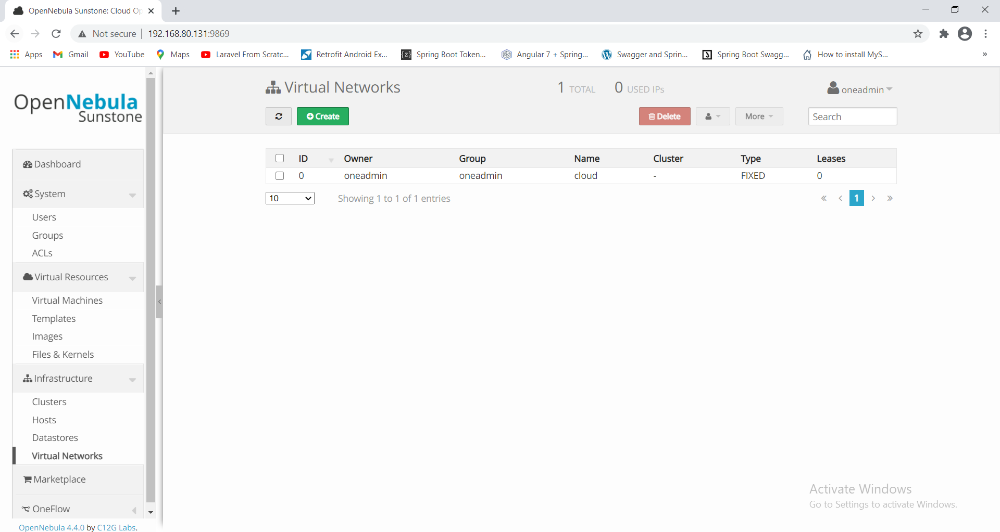 OpenNebula Sunstone: Cloud Op
Not secure 192.168.80.131:9869
Apps Gmail YouTube Maps Laravel From Scratc... Retrofit Android Ex... Spring Boot Token... Angular 7 + Spring... Swagger and Sprin... Spring Boot Swagg... How to install MyS... »
OpenNebula
Sunstone
Dashboard
System
Users
Groups
ACLs
Virtual Resources
Virtual Machines
Templates
Images
Files & Kernels
Infrastructure
Clusters
Hosts
Datastores
Virtual Networks
Marketplace
OneFlow
OpenNebula 4.4.0 by C12G Labs.
Virtual Networks 1 TOTAL 0 USED IPs oneadmin
Create Delete More Search
ID Owner Group Name Cluster Type Leases
0 oneadmin oneadmin cloud - FIXED 0
10 Showing 1 to 1 of 1 entries « ‹ 1 › »
Activate Windows
Go to Settings to activate Windows.